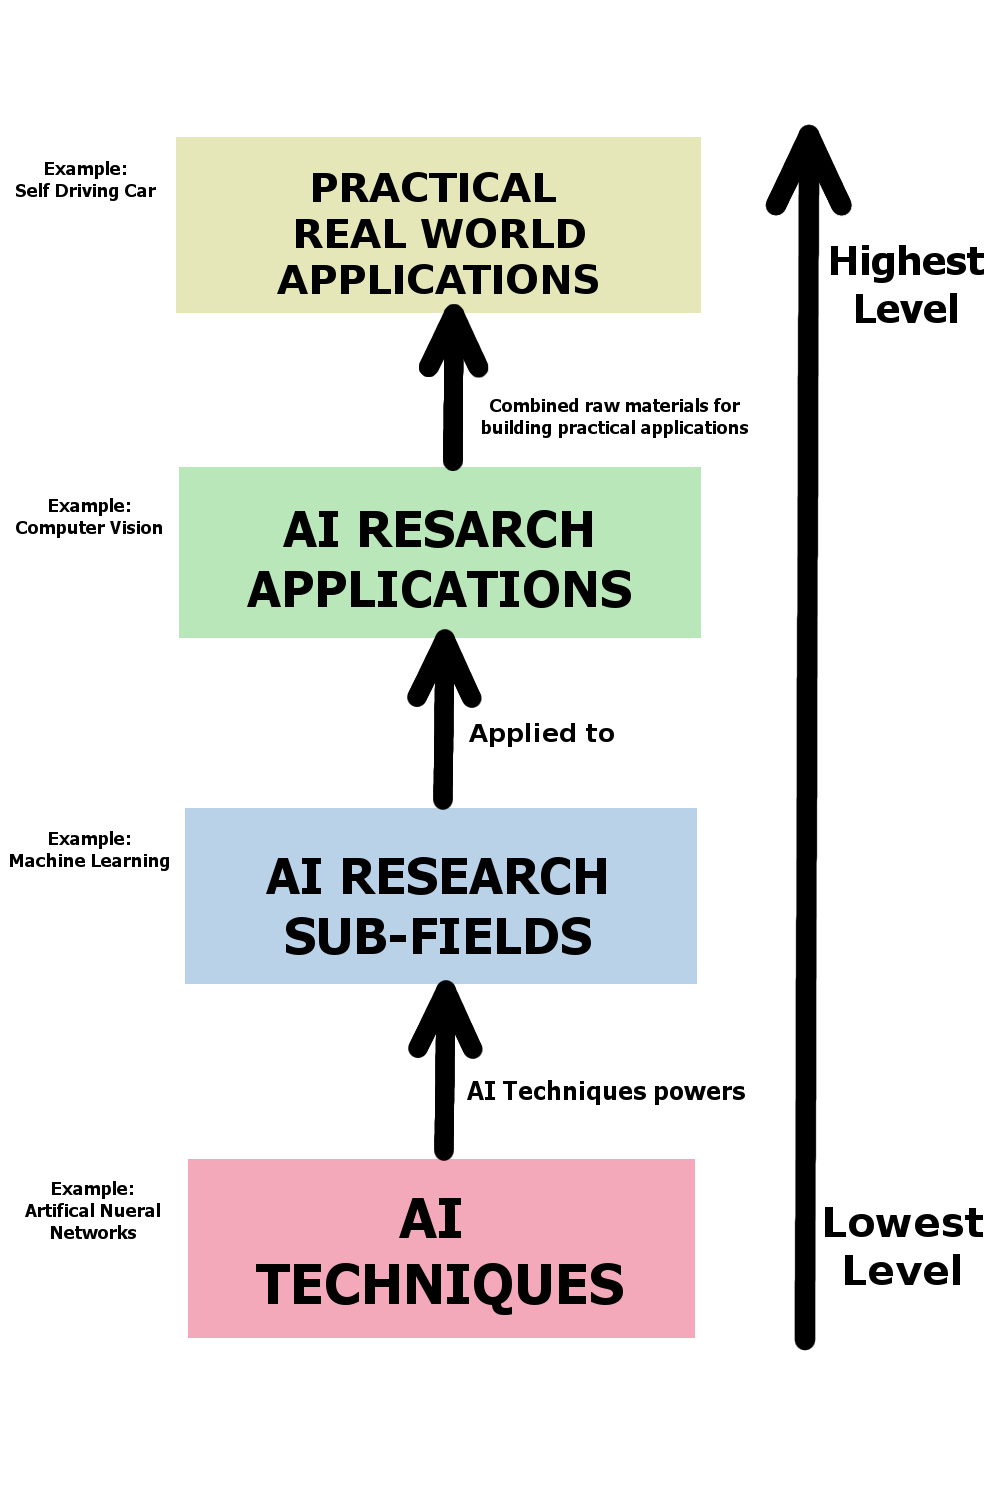 Example:
Self Driving Car
PRACTICAL
REAL WORLD
APPLICATIONS
Highest
Level
Combined raw materials for
building practical applications
Example:
Computer Vision
AI RESARCH
APPLICATIONS
Applied to
Example:
Machine Learning
AI RESEARCH
SUB-FIELDS
AI Techniques powers
Example:
Artifical Nueral
Networks
AI
TECHNIQUES
Lowest
Level